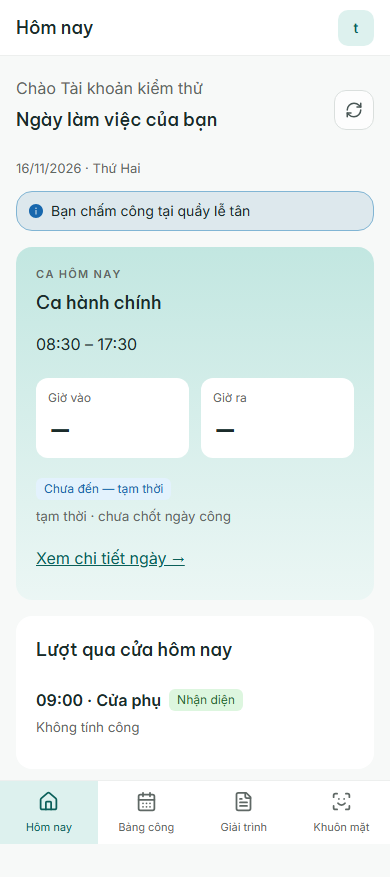 Hôm nay
t
Chào Tài khoản kiểm thử
Ngày làm việc của bạn
16/11/2026 · Thứ Hai
Bạn chấm công tại quầy lễ tân
CA HÔM NAY
Ca hành chính
08:30 – 17:30
Giờ vào
Giờ ra
—
—
Chưa đến — tạm thời
tạm thời · chưa chốt ngày công
Xem chi tiết ngày →
Lượt qua cửa hôm nay
09:00 · Cửa phụ Nhận diện
Không tính công
Hôm nay
Bảng công
Giải trình
Khuôn mặt